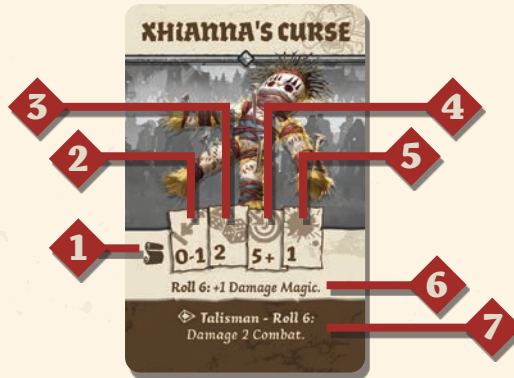 XHIANNA'S CURSE
3
4
2
5
1
0-1 2 5+ 1
Roll 6: +1 Damage Magic.
6
Talisman - Roll 6:
7
Damage 2 Combat.